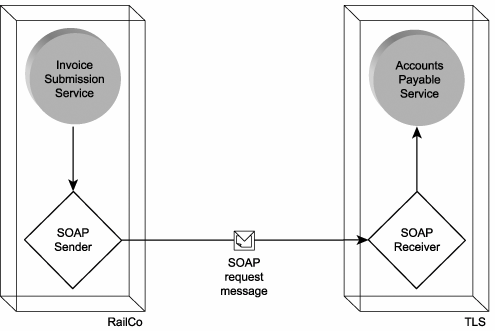 Invoice
Submission
Service
Accounts
Payable
Service
SOAP
Sender
SOAP
request
message
SOAP
Receiver
RailCo
TLS